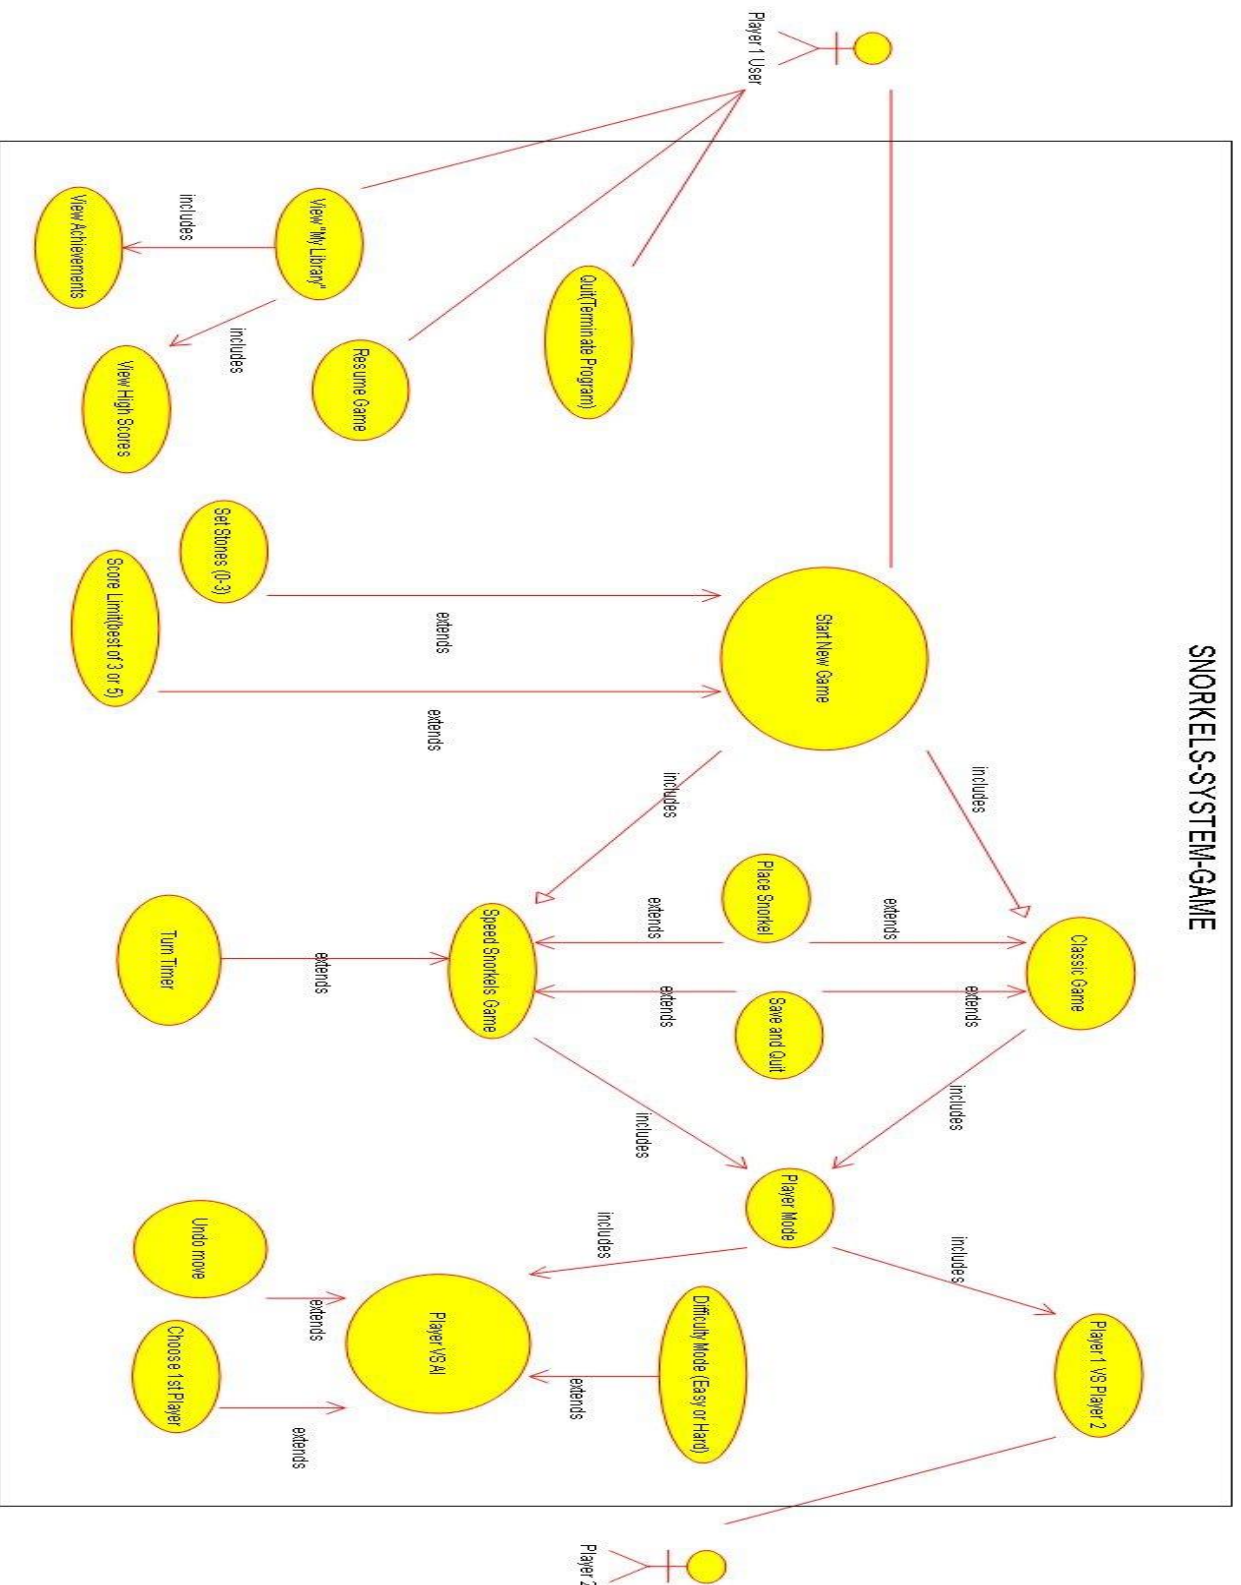 SNORKELS-SYSTEM-GAME
Player 1 User
Start New Game
includes
Classic Game
includes
Place Snorkel
extends
extends
Save and Quit
extends
extends
Speed Snorkels Game
Turn Timer
extends
includes
includes
Player Mode
includes
Player 1 VS Player 2
includes
Difficulty Mode (Easy or Hard)
extends
Player VS AI
Undo move
extends
Choose 1st Player
extends
Player 2
Quit(Terminate Program)
Resume Game
View "My Library"
includes
View Achievements
includes
View High Scores
Set Stones (0-3)
extends
Score Limit(best of 3 or 5)
extends